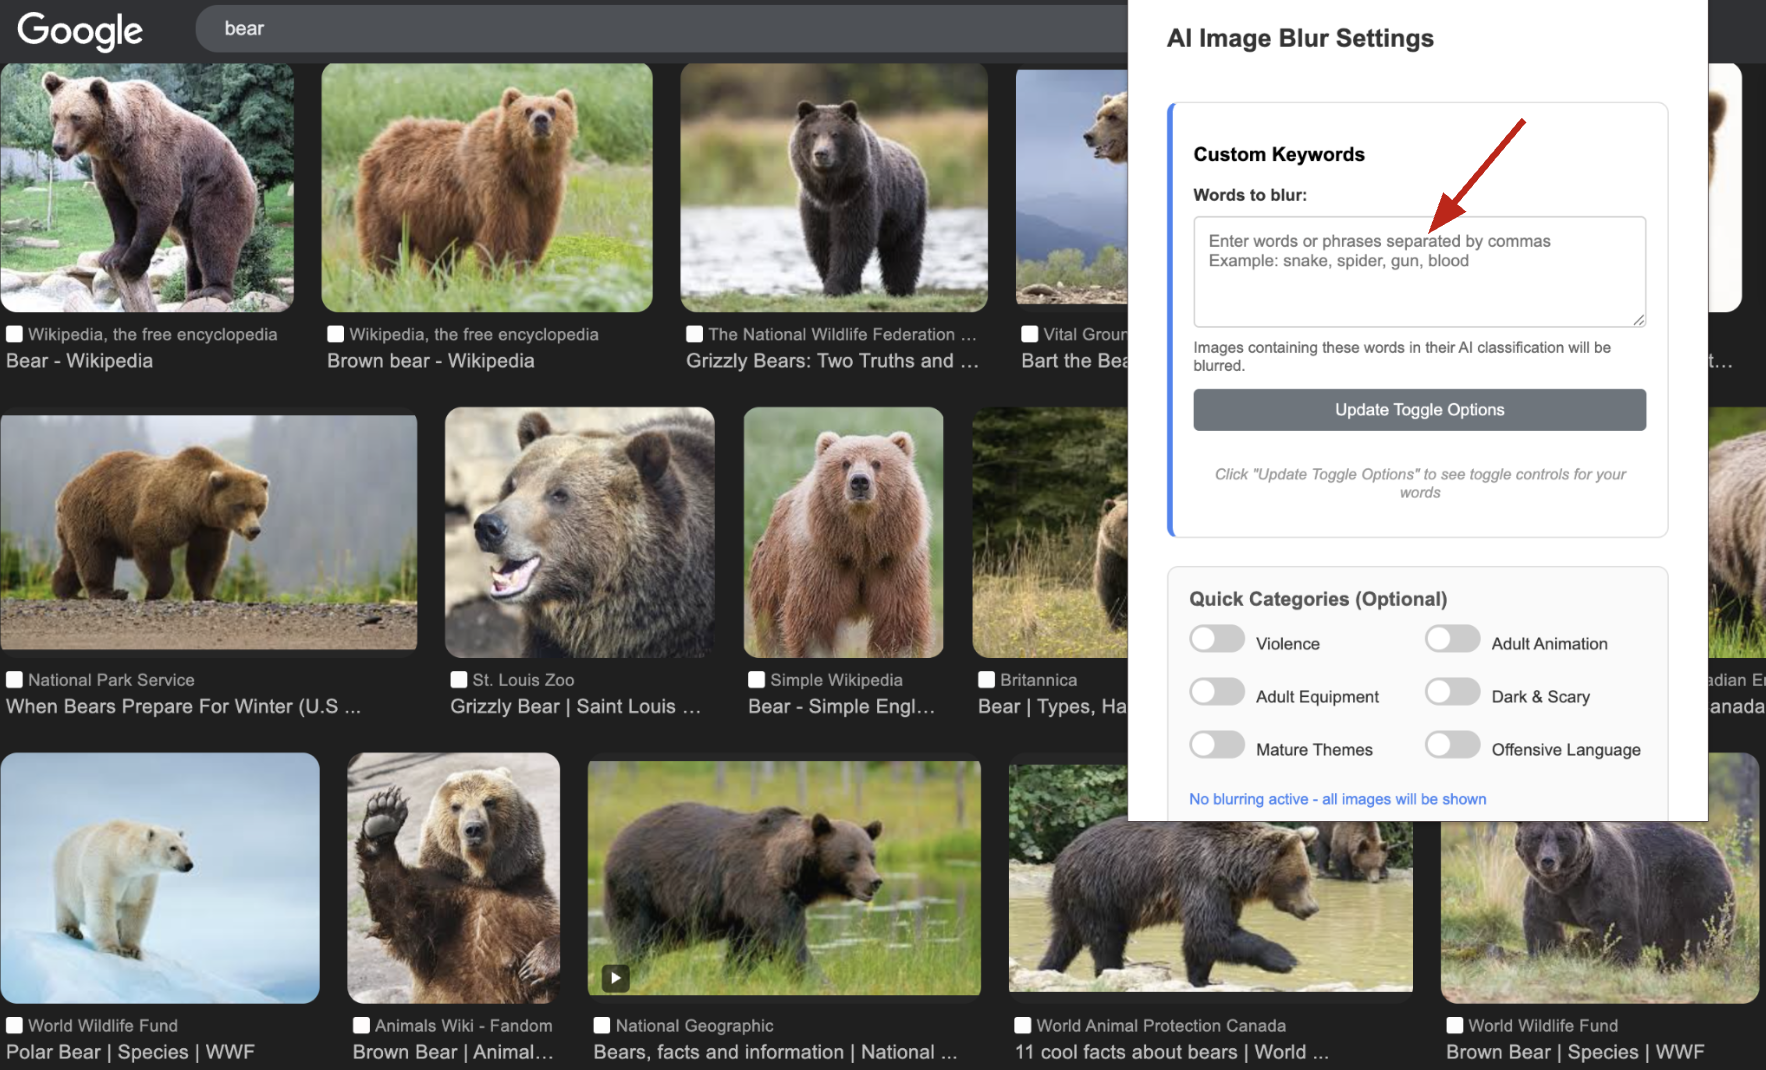 Google
bear
AI Image Blur Settings
Custom Keywords
Words to blur:
Enter words or phrases separated by commas
Example: snake, spider, gun, blood
Images containing these words in their AI classification will be
blurred.
Update Toggle Options
Click "Update Toggle Options" to see toggle controls for your
words
Quick Categories (Optional)
Violence
Adult Animation
Adult Equipment
Dark & Scary
Mature Themes
Offensive Language
No blurring active - all images will be shown
Wikipedia, the free encyclopedia
Bear - Wikipedia
Wikipedia, the free encyclopedia
Brown bear - Wikipedia
The National Wildlife Federation ...
Grizzly Bears: Two Truths and ...
Vital Groun
Bart the Bea
t...
National Park Service
When Bears Prepare For Winter (U.S ...
St. Louis Zoo
Grizzly Bear | Saint Louis ...
Simple Wikipedia
Bear - Simple Engl...
Britannica
Bear | Types, Ha
adian En
anada
World Wildlife Fund
Polar Bear | Species | WWF
Animals Wiki - Fandom
Brown Bear | Animal...
National Geographic
Bears, facts and information | National ...
World Animal Protection Canada
11 cool facts about bears | World ...
World Wildlife Fund
Brown Bear | Species | WWF